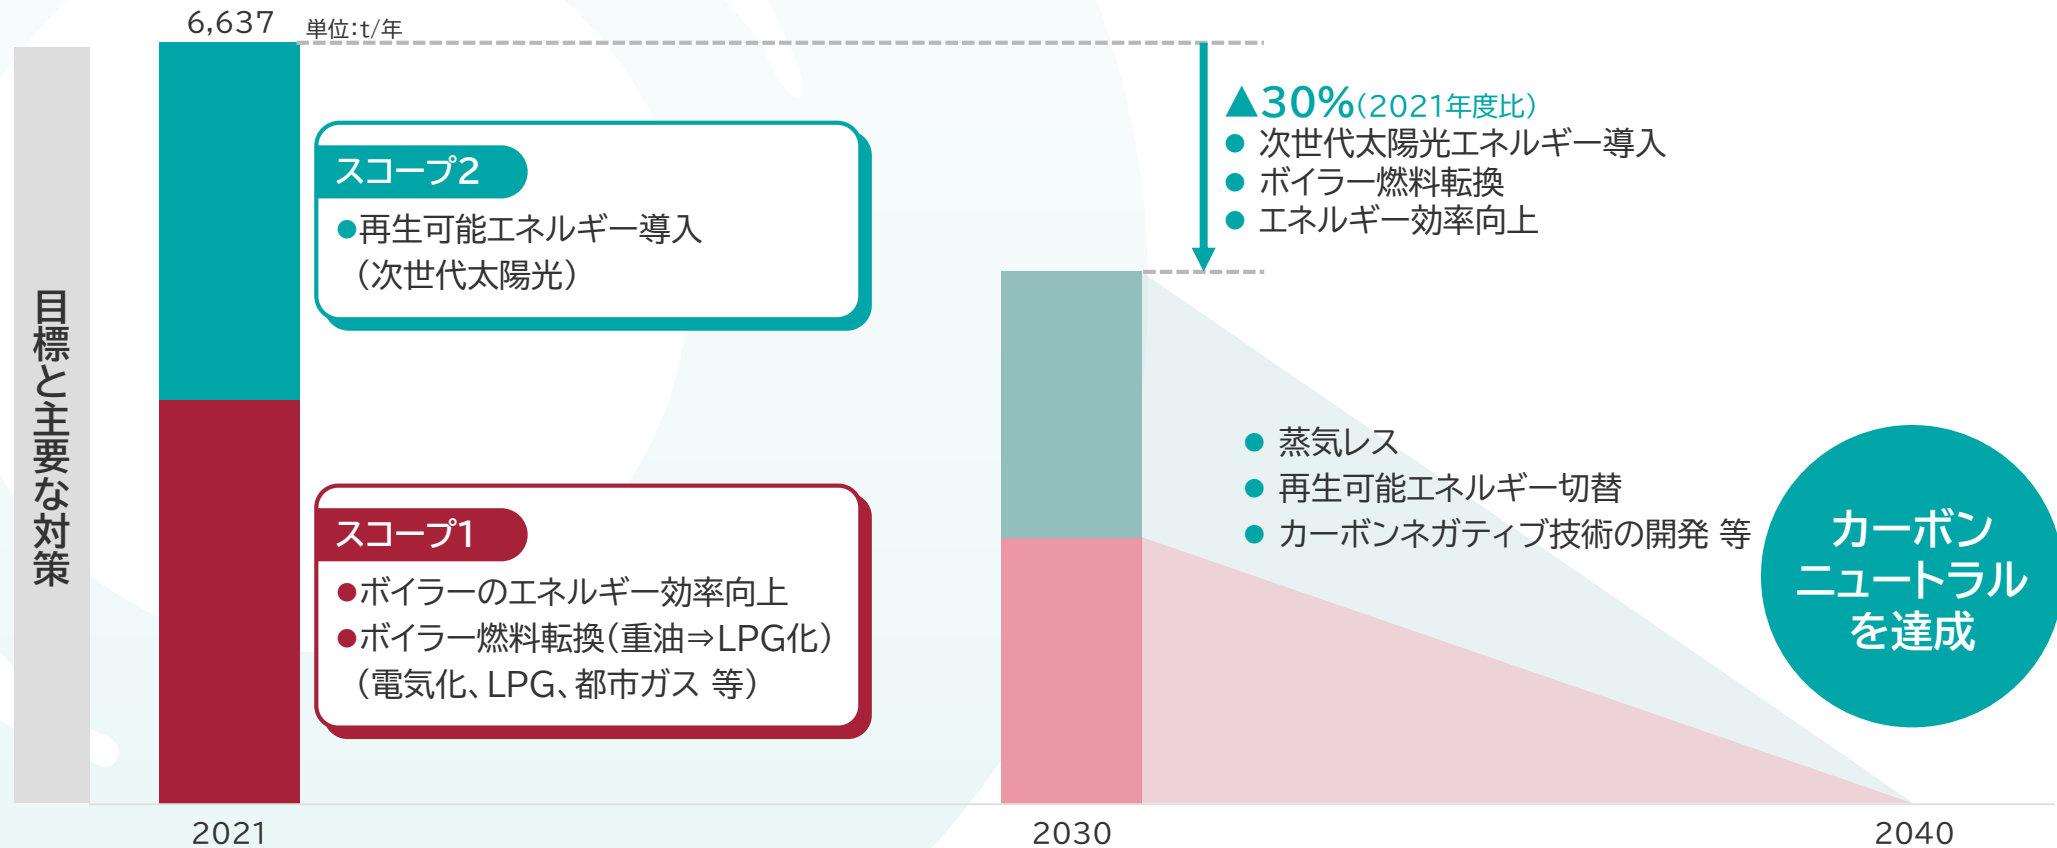 6,637
単位:t/年
目標と主要な対策
スコープ2
●再生可能エネルギー導入
（次世代太陽光）
スコープ1
●ボイラーのエネルギー効率向上
●ボイラー燃料転換（重油⇒LPG化）
（電気化、LPG、都市ガス 等）
▲30%（2021年度比）
● 次世代太陽光エネルギー導入
● ボイラー燃料転換
● エネルギー効率向上
● 蒸気レス
● 再生可能エネルギー切替
● カーボンネガティブ技術の開発 等
カーボン
ニュートラル
を達成
2021
2030
2040